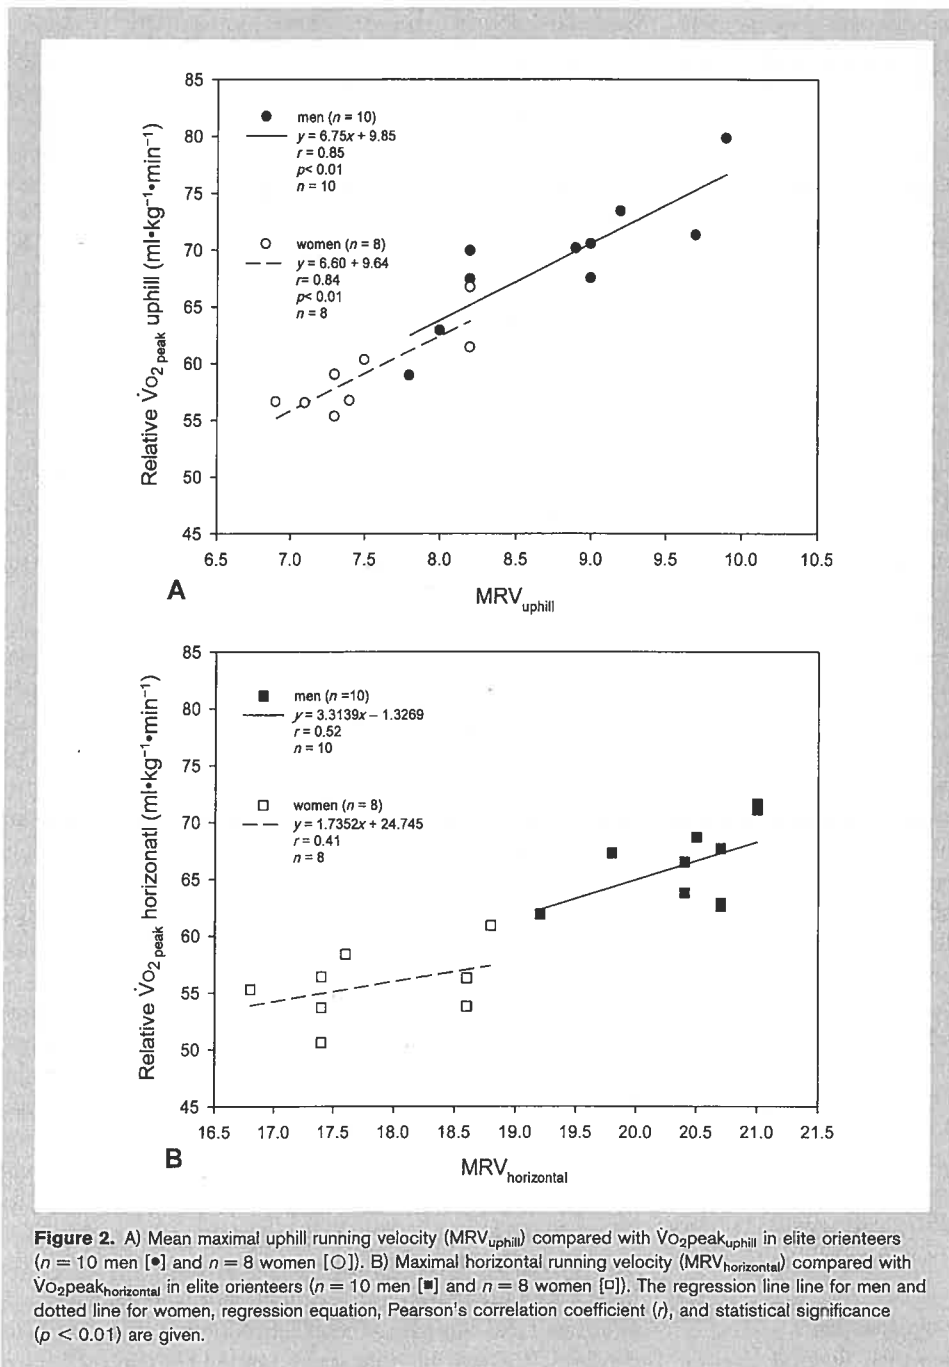 85
80
75
70
65
60
55
50
45
Relative V̇O2 peak uphill (ml•kg−1•min−1)
men (n = 10)
y = 6.75x + 9.85
r = 0.85
p< 0.01
n = 10
women (n = 8)
y = 6.60 + 9.64
r= 0.84
p< 0.01
n = 8
6.5 7.0 7.5 8.0 8.5 9.0 9.5 10.0 10.5
A
MRVuphill
85
80
75
70
65
60
55
50
45
Relative V̇O2 peak horizonatl (ml•kg−1•min−1)
men (n =10)
y = 3.3139x − 1.3269
r = 0.52
n = 10
women (n = 8)
y = 1.7352x + 24.745
r = 0.41
n = 8
16.5 17.0 17.5 18.0 18.5 19.0 19.5 20.0 20.5 21.0 21.5
B
MRVhorizontal
Figure 2. A) Mean maximal uphill running velocity (MRVuphill) compared with V̇O2peakuphill in elite orienteers
(n = 10 men [●] and n = 8 women [○]). B) Maximal horizontal running velocity (MRVhorizontal) compared with
V̇O2peakhorizontal in elite orienteers (n = 10 men [■] and n = 8 women [□]). The regression line line for men and
dotted line for women, regression equation, Pearson's correlation coefficient (r), and statistical significance
(p < 0.01) are given.